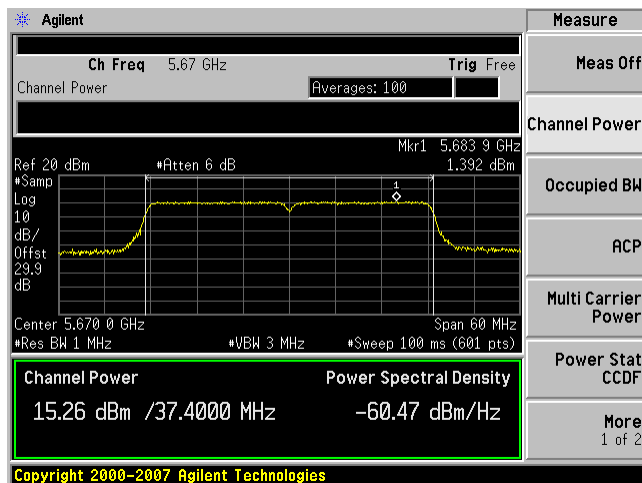 Agilent
Measure
Ch Freq 5.67 GHz Trig Free
Channel Power Averages: 100
Mkr1 5.683 9 GHz
Ref 20 dBm #Atten 6 dB 1.392 dBm
#Samp
Log
10
dB/
Offst
29.9
dB
1
Center 5.670 0 GHz Span 60 MHz
#Res BW 1 MHz #VBW 3 MHz #Sweep 100 ms (601 pts)
Channel Power Power Spectral Density
15.26 dBm /37.4000 MHz -60.47 dBm/Hz
Copyright 2000-2007 Agilent Technologies
Meas Off
Channel Power
Occupied BW
ACP
Multi Carrier
Power
Power Stat
CCDF
More
1 of 2